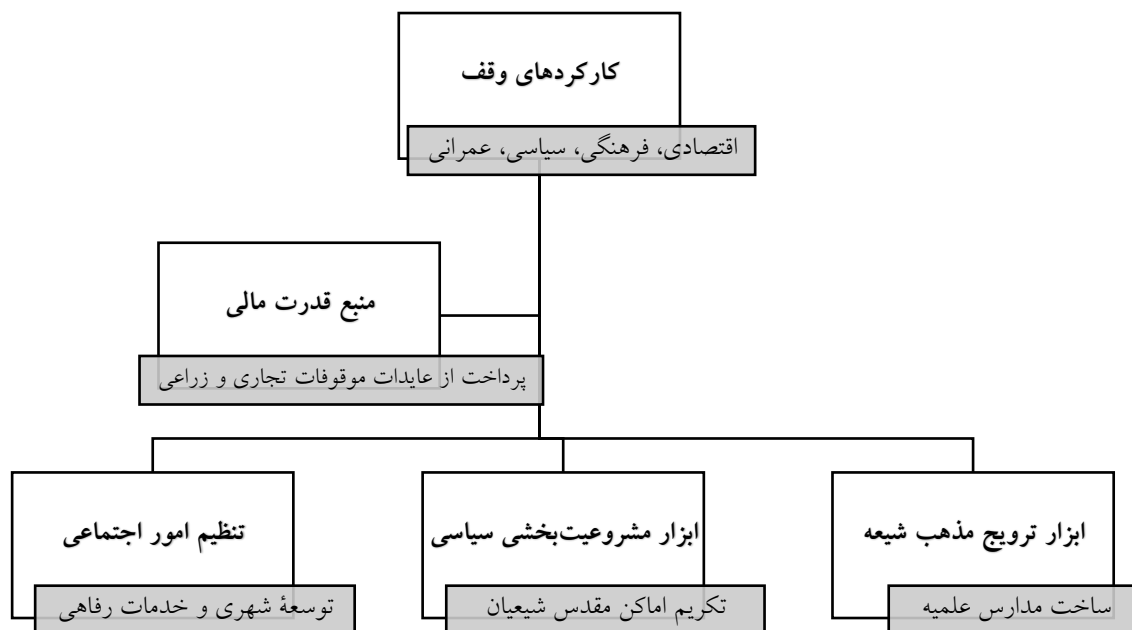 کارکردهای وقف
اقتصادی، فرهنگی، سیاسی، عمرانی
منبع قدرت مالی
پرداخت از عایدات موقوفات تجاری و زراعی
ابزار ترویج مذهب شیعه
ساخت مدارس علمیه
ابزار مشروعیت‌بخشی سیاسی
تکریم اماکن مقدس شیعیان
تنظیم امور اجتماعی
توسعهٔ شهری و خدمات رفاهی